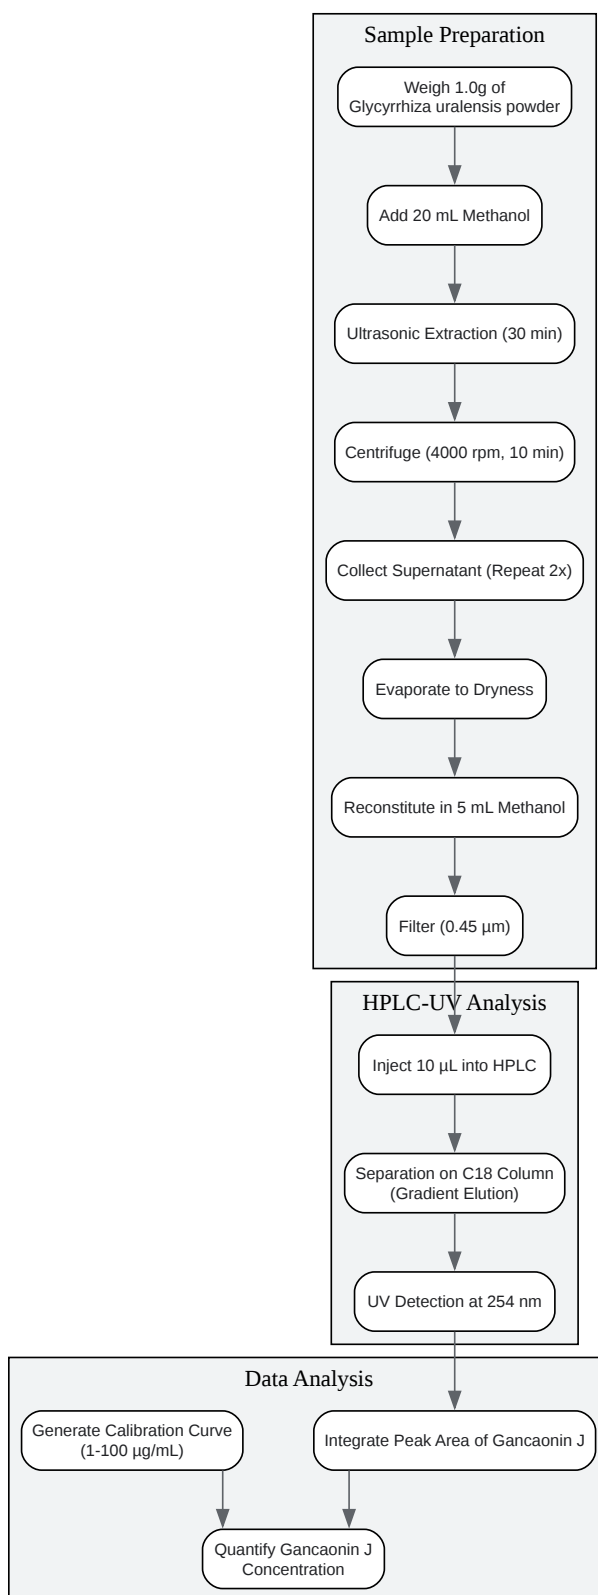 Sample Preparation
Weigh 1.0g of
Glycyrrhiza uralensis powder
Add 20 mL Methanol
Ultrasonic Extraction (30 min)
Centrifuge (4000 rpm, 10 min)
Collect Supernatant (Repeat 2x)
Evaporate to Dryness
Reconstitute in 5 mL Methanol
Filter (0.45 µm)
HPLC-UV Analysis
Inject 10 µL into HPLC
Separation on C18 Column
(Gradient Elution)
UV Detection at 254 nm
Data Analysis
Generate Calibration Curve
(1-100 µg/mL)
Integrate Peak Area of Gancaonin J
Quantify Gancaonin J
Concentration